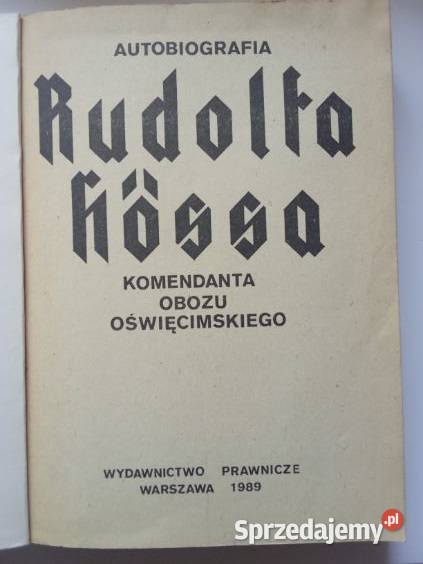 AUTOBIOGRAFIA
Rudolfa
Hössa
KOMENDANTA
OBOZU
OŚWIĘCIMSKIEGO
WYDAWNICTWO PRAWNICZE
WARSZAWA 1989
Sprzedajemy.pl